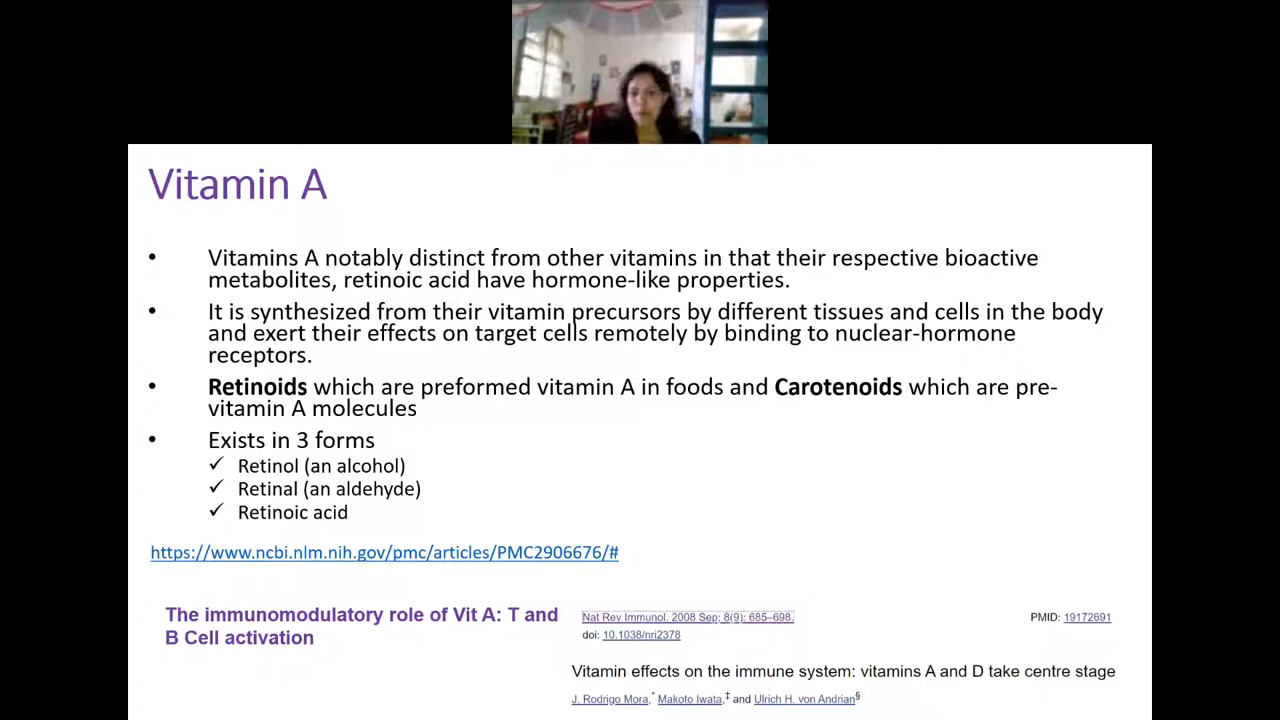 Vitamin A
• Vitamins A notably distinct from other vitamins in that their respective bioactive
metabolites, retinoic acid have hormone-like properties.
• It is synthesized from their vitamin precursors by different tissues and cells in the body
and exert their effects on target cells remotely by binding to nuclear-hormone
receptors.
• Retinoids which are preformed vitamin A in foods and Carotenoids which are pre-
vitamin A molecules
• Exists in 3 forms
✓ Retinol (an alcohol)
✓ Retinal (an aldehyde)
✓ Retinoic acid
https://www.ncbi.nlm.nih.gov/pmc/articles/PMC2906676/#
The immunomodulatory role of Vit A: T and
B Cell activation
Nat Rev Immunol. 2008 Sep; 8(9): 685–698.
PMID: 19172691
doi: 10.1038/nri2378
Vitamin effects on the immune system: vitamins A and D take centre stage
J. Rodrigo Mora,* Makoto Iwata,‡ and Ulrich H. von Andrian§